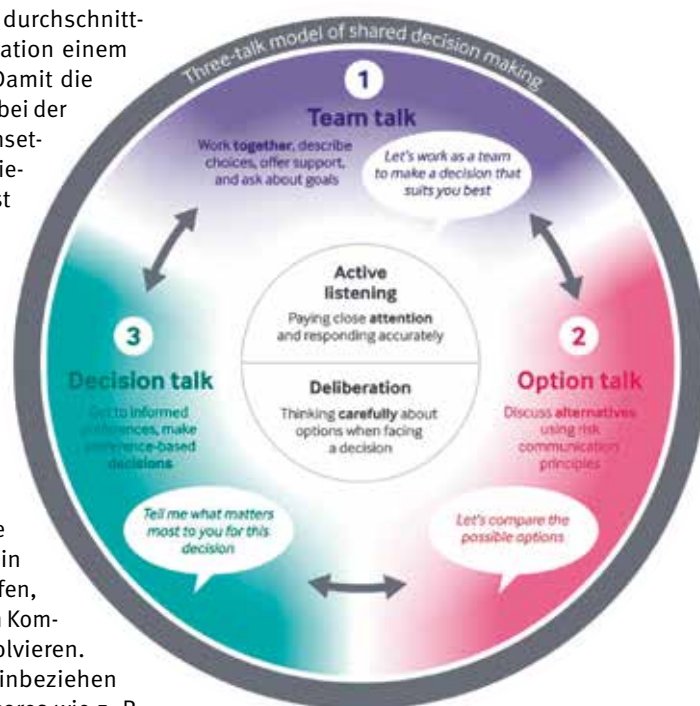 durchschnitt-
ation einem
Damit die
bei der
nset-
ie-
st
e
in
fen,
Kom-
olvieren.
inbeziehen
wie z. B.
Three-talk model of shared decision making
1
Team talk
Work together, describe
choices, offer support,
and ask about goals
Let's work as a team
to make a decision that
suits you best
Active
listening
Paying close attention
and responding accurately
Deliberation
Thinking carefully about
options when facing
a decision
2
Option talk
Discuss alternatives
using risk
communication
principles
Let's compare the
possible options
3
Decision talk
Get to informed
preferences, make
preference-based
decisions
Tell me what matters
most to you for this
decision